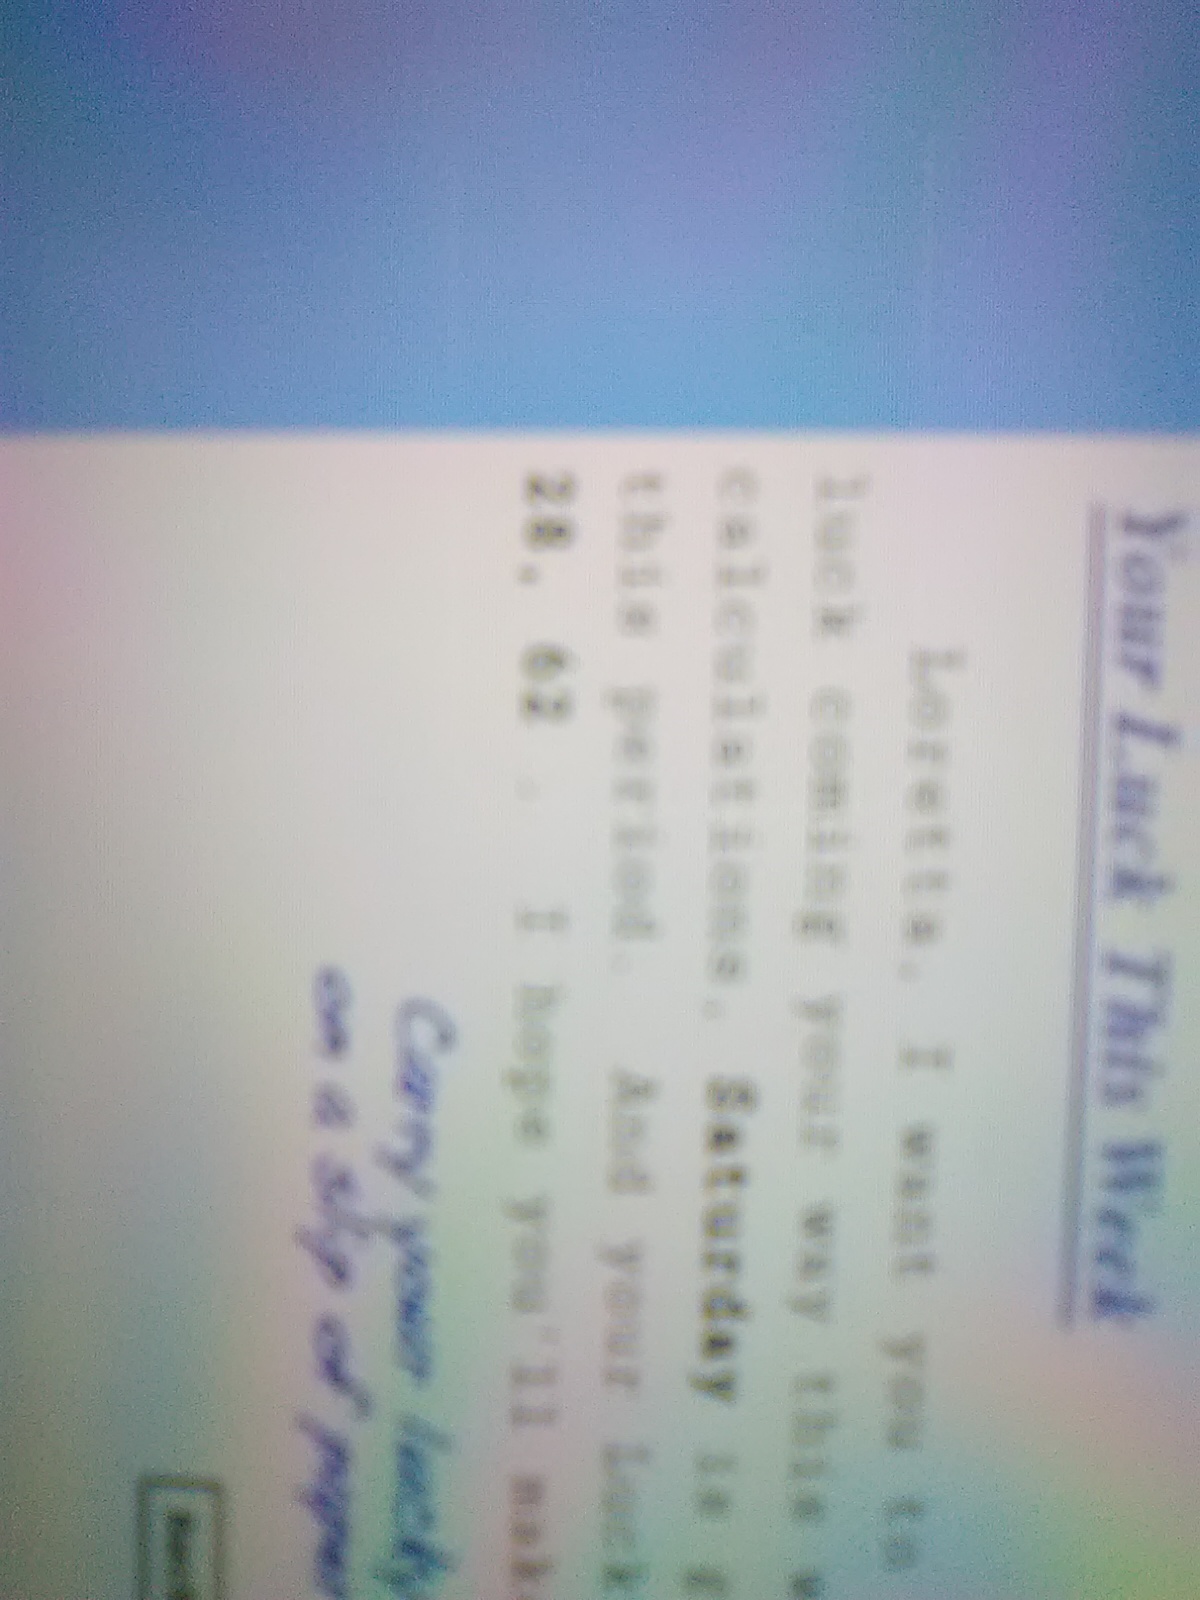 Your Luck This Week
Loretta, I want you to
luck coming your way this
calculations, Saturday is
this period. And your Luck
28, 62 . I hope you'll
Carry your
on a slip of paper